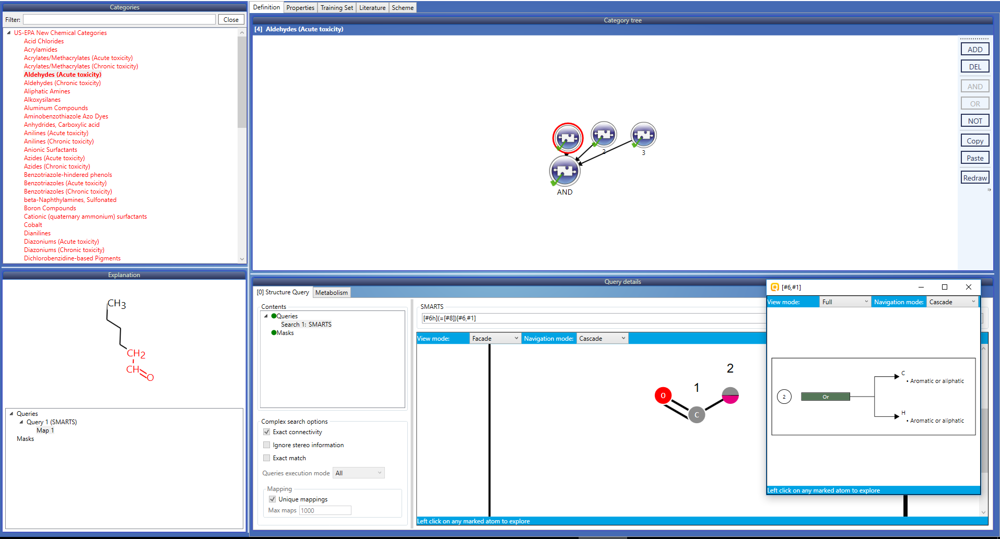 Categories
Filter:
Close
US-EPA New Chemical Categories
Acid Chlorides
Acrylamides
Acrylates/Methacrylates (Acute toxicity)
Acrylates/Methacrylates (Chronic toxicity)
Aldehydes (Acute toxicity)
Aldehydes (Chronic toxicity)
Aliphatic Amines
Alkoxysilanes
Aluminum Compounds
Aminobenzothiazole Azo Dyes
Anhydrides, Carboxylic acid
Anilines (Acute toxicity)
Anilines (Chronic toxicity)
Anionic Surfactants
Azides (Acute toxicity)
Azides (Chronic toxicity)
Benzotriazole-hindered phenols
Benzotriazoles (Acute toxicity)
Benzotriazoles (Chronic toxicity)
beta-Naphthylamines, Sulfonated
Boron Compounds
Cationic (quaternary ammonium) surfactants
Cobalt
Dianilines
Diazoniums (Acute toxicity)
Diazoniums (Chronic toxicity)
Dichlorobenzidine-based Pigments
Explanation
CH3
CH2
CH
O
Queries
Query 1 (SMARTS)
Map 1
Masks
Definition Properties Training Set Literature Scheme
Category tree
[4] Aldehydes (Acute toxicity)
2
3
AND
ADD
DEL
AND
OR
NOT
Copy
Paste
Redraw
Query details
[0] Structure Query Metabolism
Contents
Queries
Search 1: SMARTS
Masks
Complex search options
Exact connectivity
Ignore stereo information
Exact match
Queries execution mode All
Mapping
Unique mappings
Max maps 1000
SMARTS
[#6h](=[#8])[#6,#1]
View mode: Facade Navigation mode: Cascade
2
1
O
C
Left click on any marked atom to explore
[#6,#1]
View mode: Full Navigation mode: Cascade
C
• Aromatic or aliphatic
2
Or
H
• Aromatic or aliphatic
Left click on any marked atom to explore